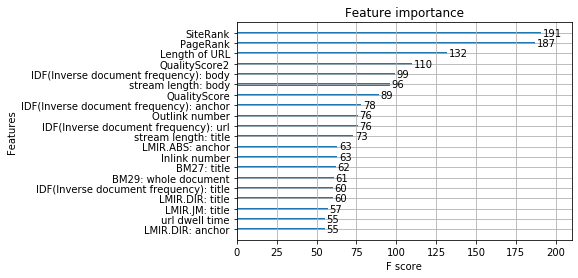 Feature importance
SiteRank 191
PageRank 187
Length of URL 132
QualityScore2 110
IDF(Inverse document frequency): body 99
stream length: body 96
QualityScore 89
IDF(Inverse document frequency): anchor 78
Outlink number 76
IDF(Inverse document frequency): url 76
stream length: title 73
LMIR.ABS: anchor 63
Inlink number 63
BM27: title 62
BM29: whole document 61
IDF(Inverse document frequency): title 60
LMIR.DIR: title 60
LMIR.JM: title 57
url dwell time 55
LMIR.DIR: anchor 55
Features
0 25 50 75 100 125 150 175 200
F score